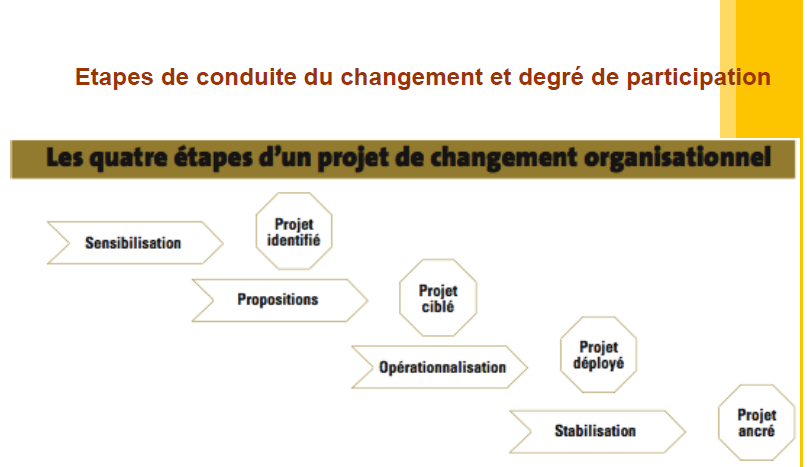 Etapes de conduite du changement et degré de participation
Les quatre étapes d'un projet de changement organisationnel
Sensibilisation
Projet
identifié
Propositions
Projet
ciblé
Opérationnalisation
Projet
déployé
Stabilisation
Projet
ancré